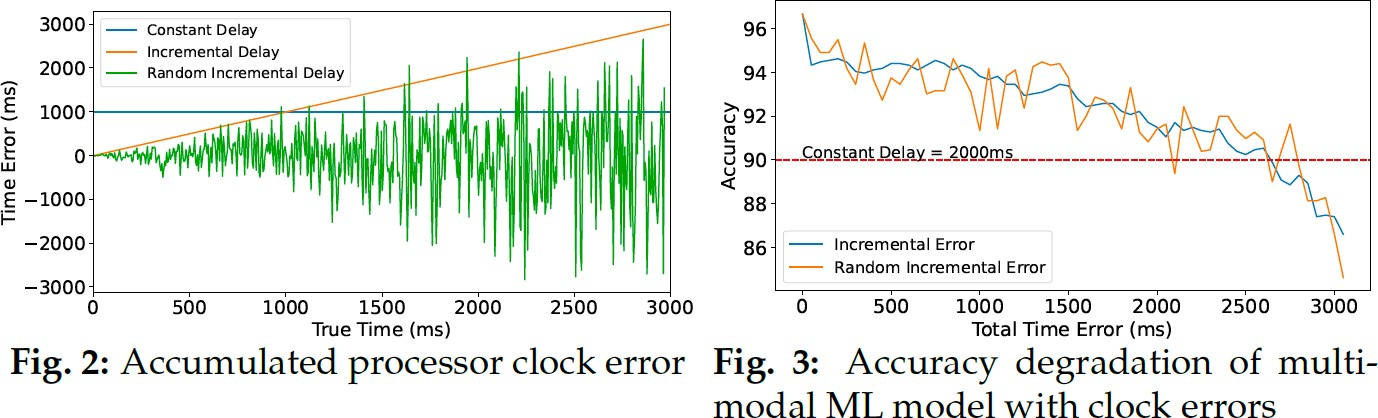 3000
2000
1000
0
−1000
−2000
−3000
Time Error (ms)
Constant Delay
Incremental Delay
Random Incremental Delay
0 500 1000 1500 2000 2500 3000
True Time (ms)
Fig. 2: Accumulated processor clock error
96
94
92
90
88
86
Accuracy
Constant Delay = 2000ms
Incremental Error
Random Incremental Error
0 500 1000 1500 2000 2500 3000
Total Time Error (ms)
Fig. 3: Accuracy degradation of multi-
modal ML model with clock errors